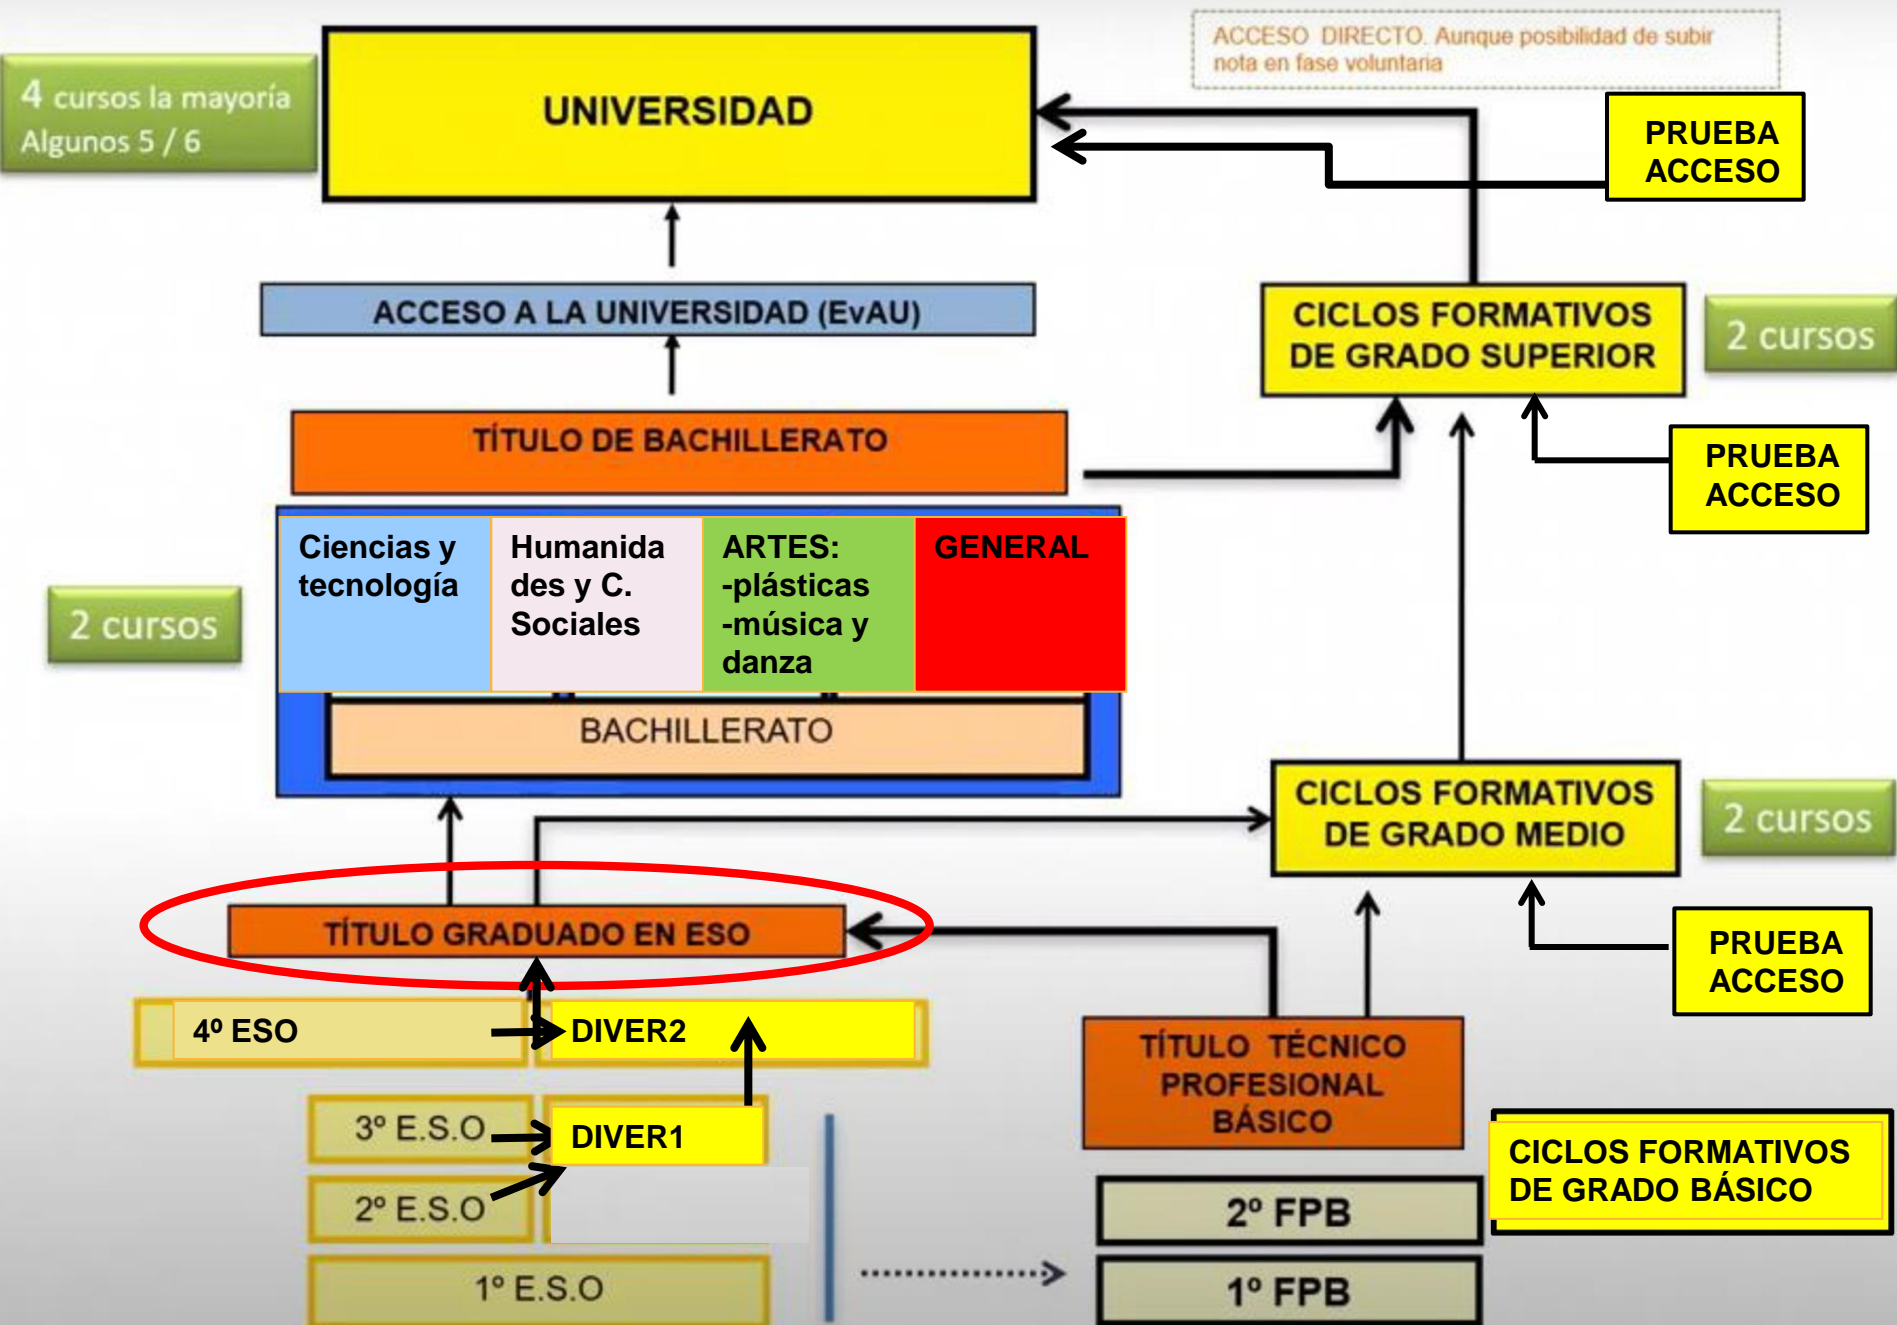 ACCESO DIRECTO. Aunque posibilidad de subir
nota en fase voluntaria
4 cursos la mayoría
Algunos 5 / 6
UNIVERSIDAD
PRUEBA
ACCESO
ACCESO A LA UNIVERSIDAD (EvAU)
CICLOS FORMATIVOS
DE GRADO SUPERIOR
2 cursos
TÍTULO DE BACHILLERATO
PRUEBA
ACCESO
Ciencias y
tecnología
Humanida
des y C.
Sociales
ARTES:
-plásticas
-música y
danza
GENERAL
2 cursos
BACHILLERATO
CICLOS FORMATIVOS
DE GRADO MEDIO
2 cursos
TÍTULO GRADUADO EN ESO
PRUEBA
ACCESO
4º ESO
DIVER2
TÍTULO TÉCNICO
PROFESIONAL
BÁSICO
3º E.S.O
DIVER1
CICLOS FORMATIVOS
DE GRADO BÁSICO
2º E.S.O
2º FPB
1º E.S.O
1º FPB